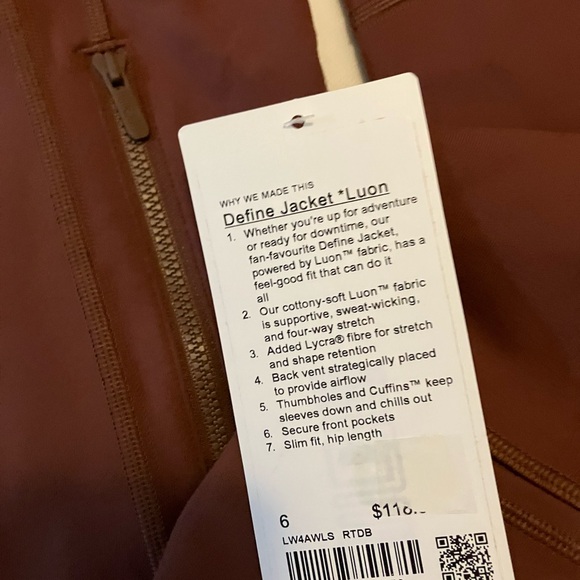 WHY WE MADE THIS
Define Jacket *Luon
1. Whether you're up for adventure
or ready for downtime, our
fan-favourite Define Jacket,
powered by Luon™ fabric, has a
feel-good fit that can do it
all
2. Our cottony-soft Luon™ fabric
is supportive, sweat-wicking,
and four-way stretch
3. Added Lycra® fibre for stretch
and shape retention
4. Back vent strategically placed
to provide airflow
5. Thumbholes and Cuffins™ keep
sleeves down and chills out
6. Secure front pockets
7. Slim fit, hip length
6 $118.
LW4AWLS RTDB